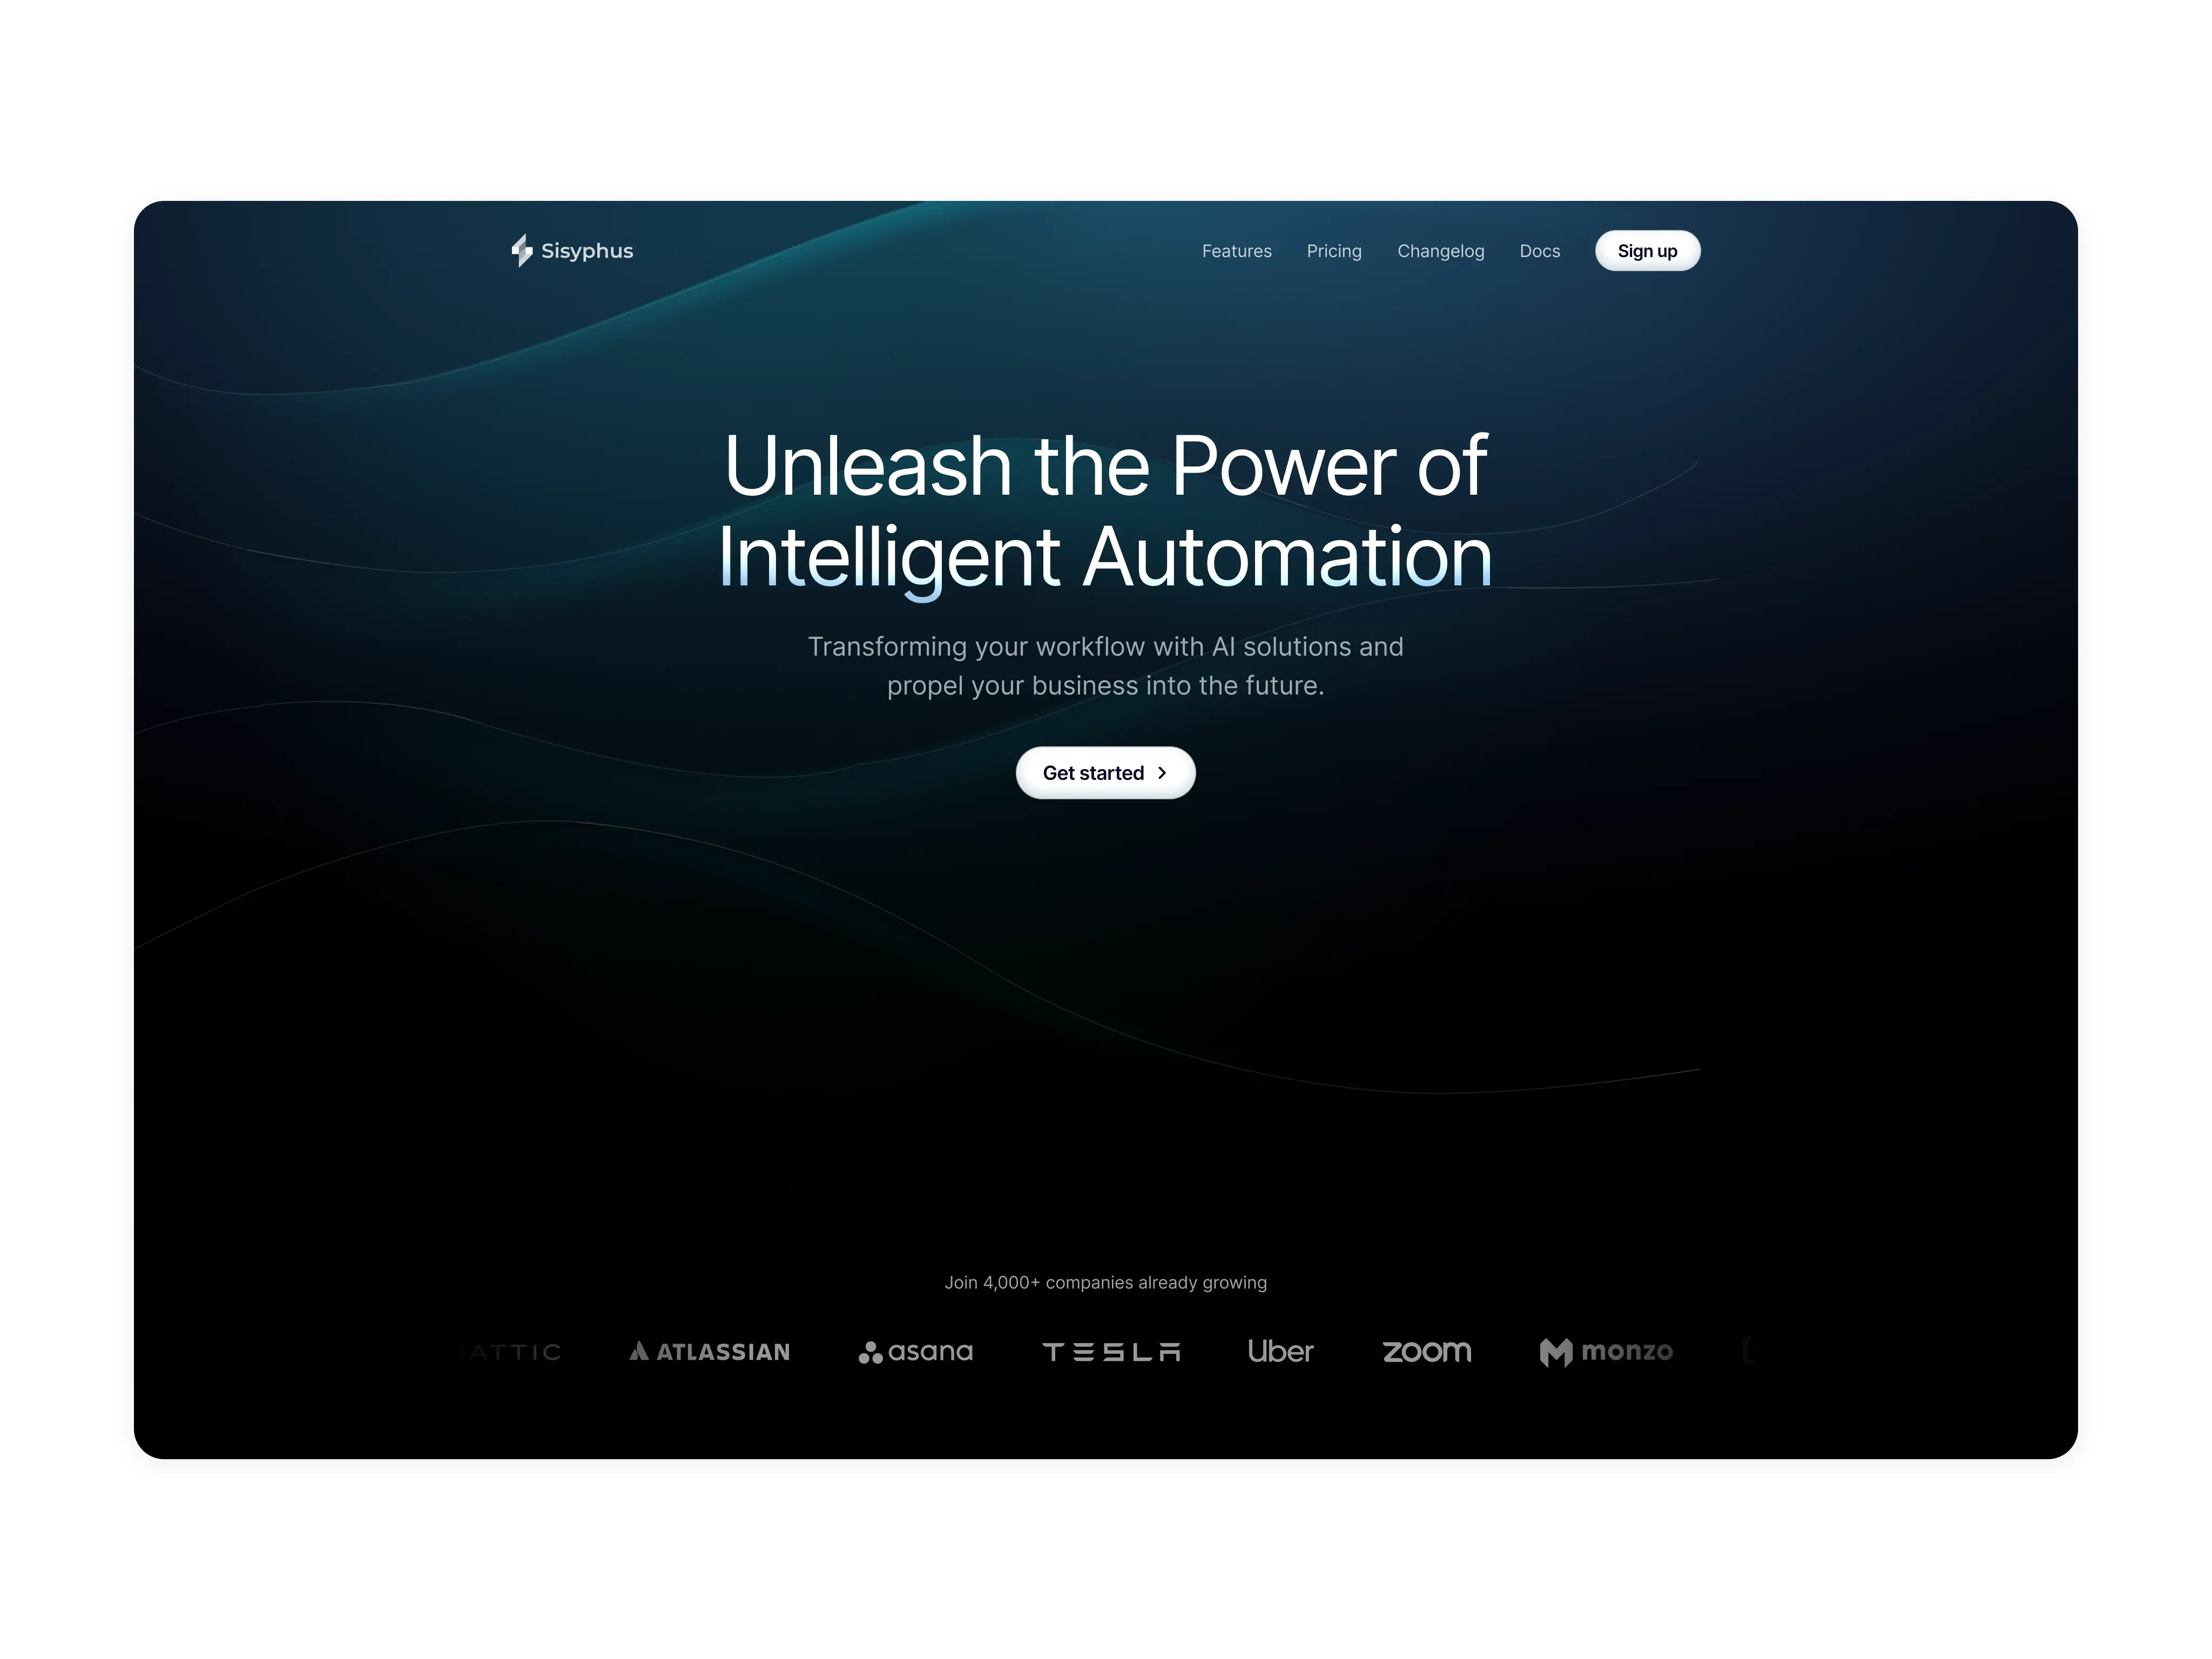 Sisyphus
Features
Pricing
Changelog
Docs
Sign up
Unleash the Power of
Intelligent Automation
Transforming your workflow with AI solutions and
propel your business into the future.
Get started
Join 4,000+ companies already growing
ATLASSIAN
asana
TESLA
Uber
zoom
monzo